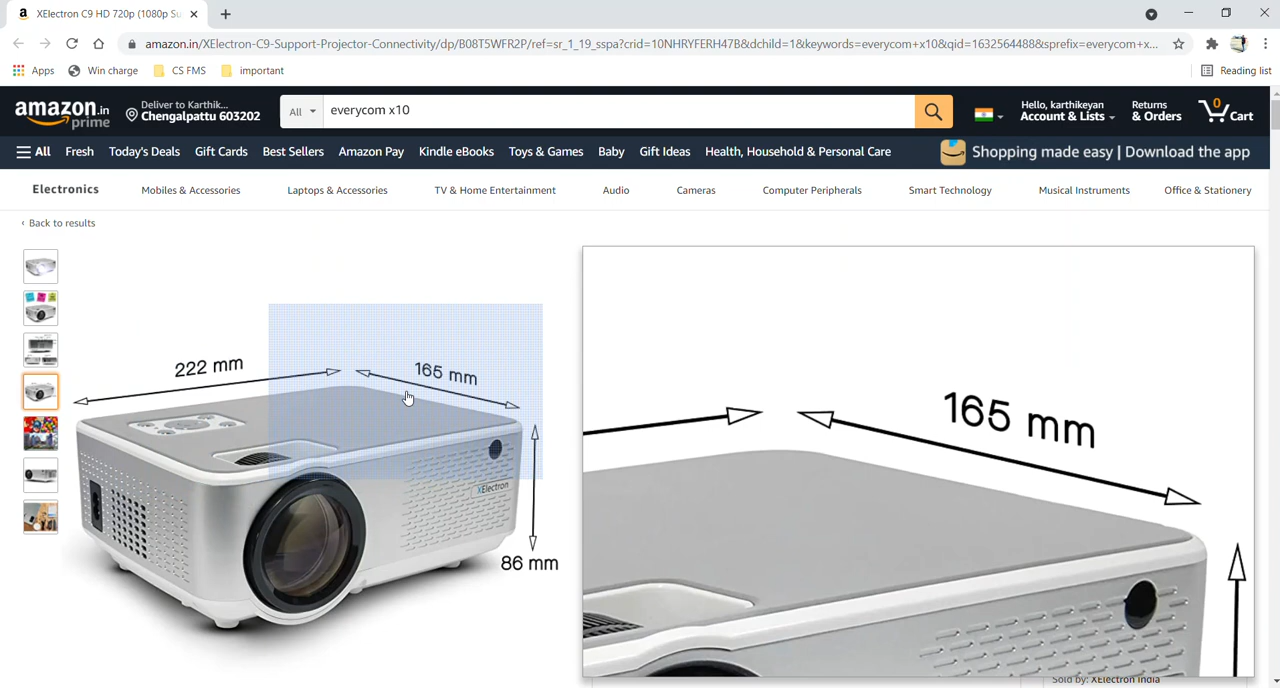 a XElectron C9 HD 720p (1080p Su
amazon.in/XElectron-C9-Support-Projector-Connectivity/dp/B08T5WFR2P/ref=sr_1_19_sspa?crid=10NHRYFERH47B&dchild=1&keywords=everycom+x10&qid=1632564488&sprefix=everycom+x...
Apps Win charge CS FMS important Reading list
amazon.in
prime
Deliver to Karthik...
Chengalpattu 603202
All everycom x10
Hello, karthikeyan
Account & Lists
Returns
& Orders
0
Cart
All Fresh Today's Deals Gift Cards Best Sellers Amazon Pay Kindle eBooks Toys & Games Baby Gift Ideas Health, Household & Personal Care Shopping made easy | Download the app
Electronics Mobiles & Accessories Laptops & Accessories TV & Home Entertainment Audio Cameras Computer Peripherals Smart Technology Musical Instruments Office & Stationery
‹ Back to results
222 mm
165 mm
XElectron
86 mm
165 mm
Sold by: XElectron India